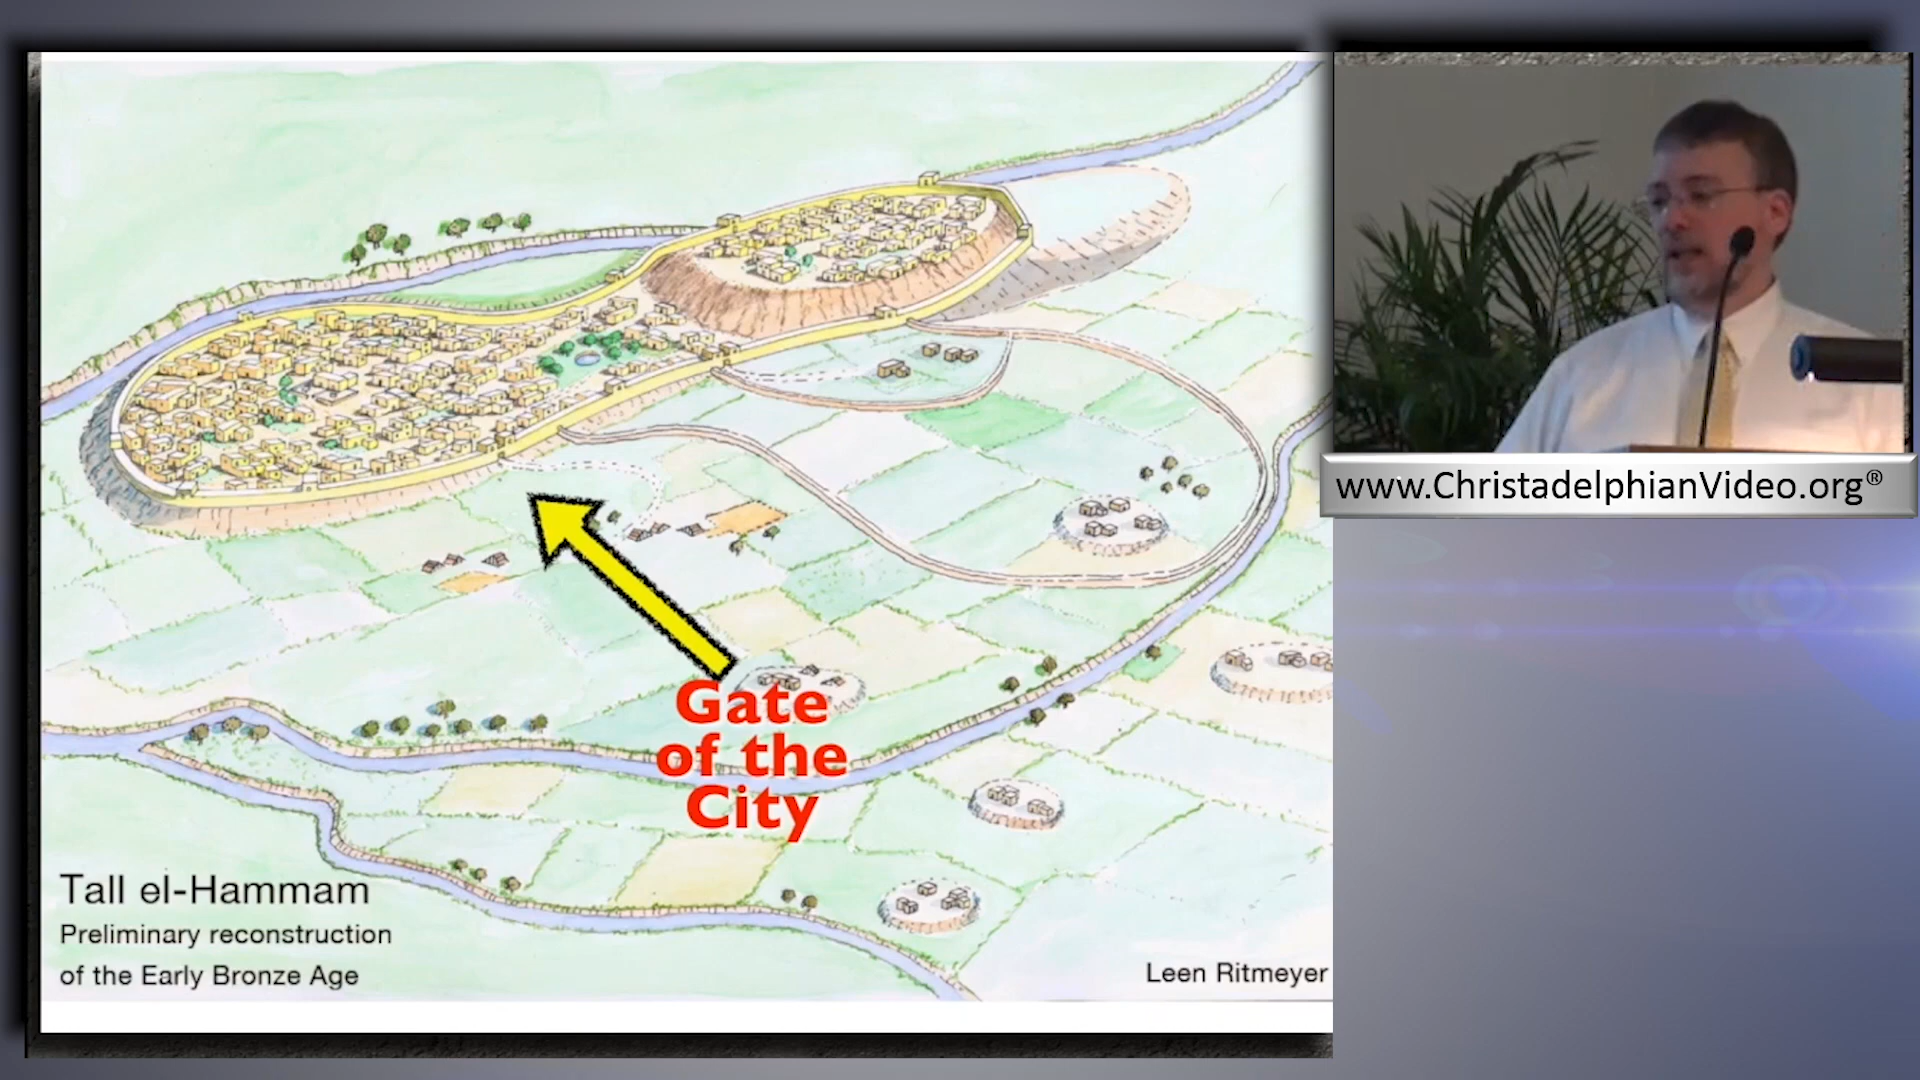 www.ChristadelphianVideo.org®
Gate
of the
City
Tall el-Hammam
Preliminary reconstruction
of the Early Bronze Age
Leen Ritmeyer